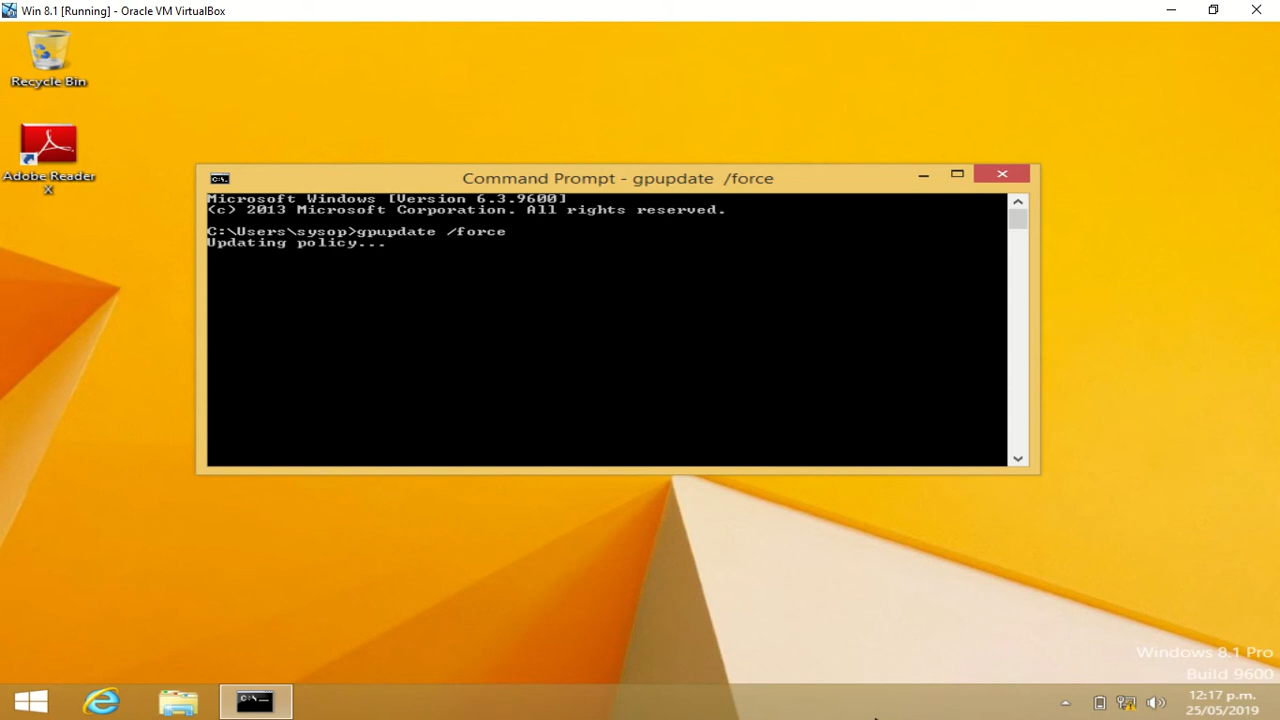 Win 8.1 [Running] - Oracle VM VirtualBox
Recycle Bin
Adobe Reader
X
Command Prompt - gpupdate  /force
Microsoft Windows [Version 6.3.9600]
(c) 2013 Microsoft Corporation. All rights reserved.
C:\Users\sysop>gpupdate /force
Updating policy...
Windows 8.1 Pro
Build 9600
12:17 p.m.
25/05/2019